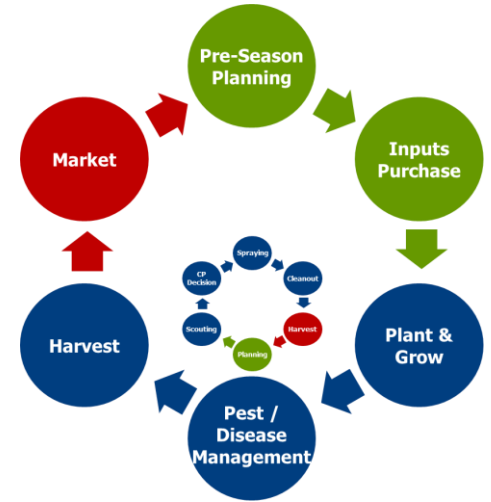 Pre-Season
Planning
Inputs
Purchase
Plant &
Grow
Pest /
Disease
Management
Harvest
Market
Spraying
Cleanout
Harvest
Planning
Scouting
CP
Decision